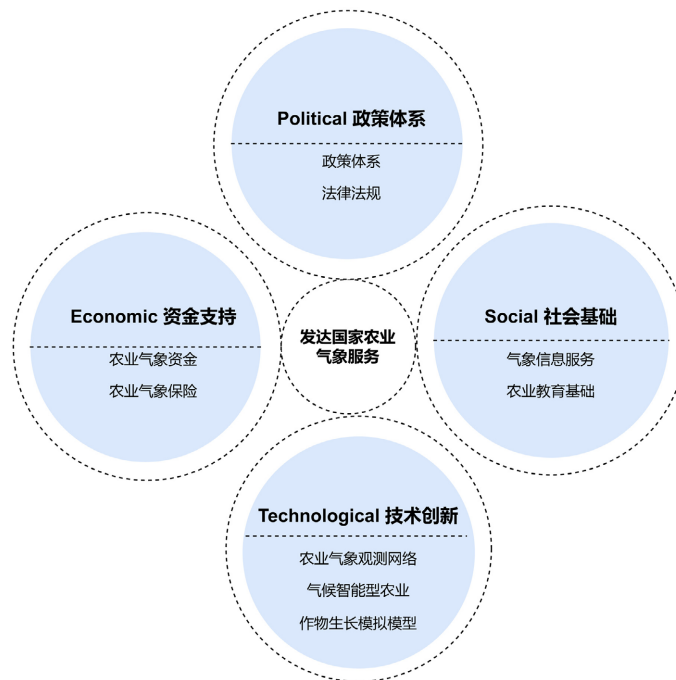 Political 政策体系
政策体系
法律法规
Economic 资金支持
农业气象资金
农业气象保险
发达国家农业
气象服务
Social 社会基础
气象信息服务
农业教育基础
Technological 技术创新
农业气象观测网络
气候智能型农业
作物生长模拟模型